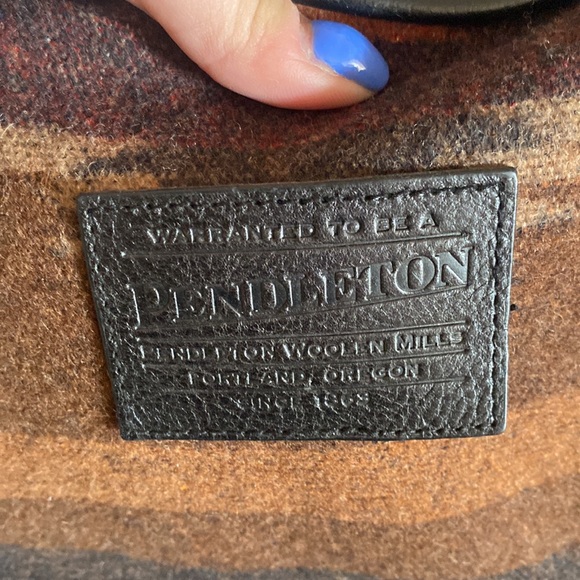 WARRANTED TO BE A
PENDLETON
PENDLETON WOOLEN MILLS
PORTLAND, OREGON
SINCE 1863